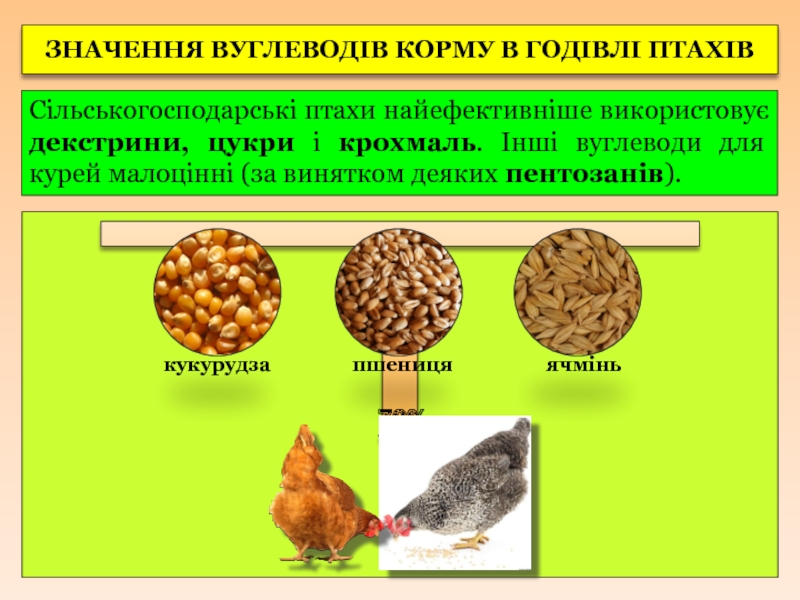 ЗНАЧЕННЯ ВУГЛЕВОДІВ КОРМУ В ГОДІВЛІ ПТАХІВ
Сільськогосподарські птахи найефективніше використовує
декстрини, цукри і крохмаль. Інші вуглеводи для
курей малоцінні (за винятком деяких пентозанів).
кукурудза пшениця ячмінь